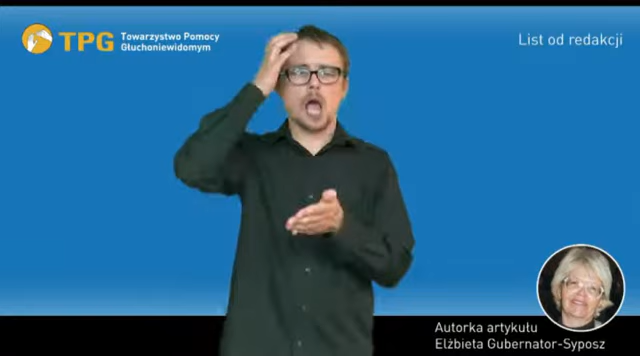 TPG
Towarzystwo Pomocy
Głuchoniewidomym
List od redakcji
Autorka artykułu
Elżbieta Gubernator-Syposz